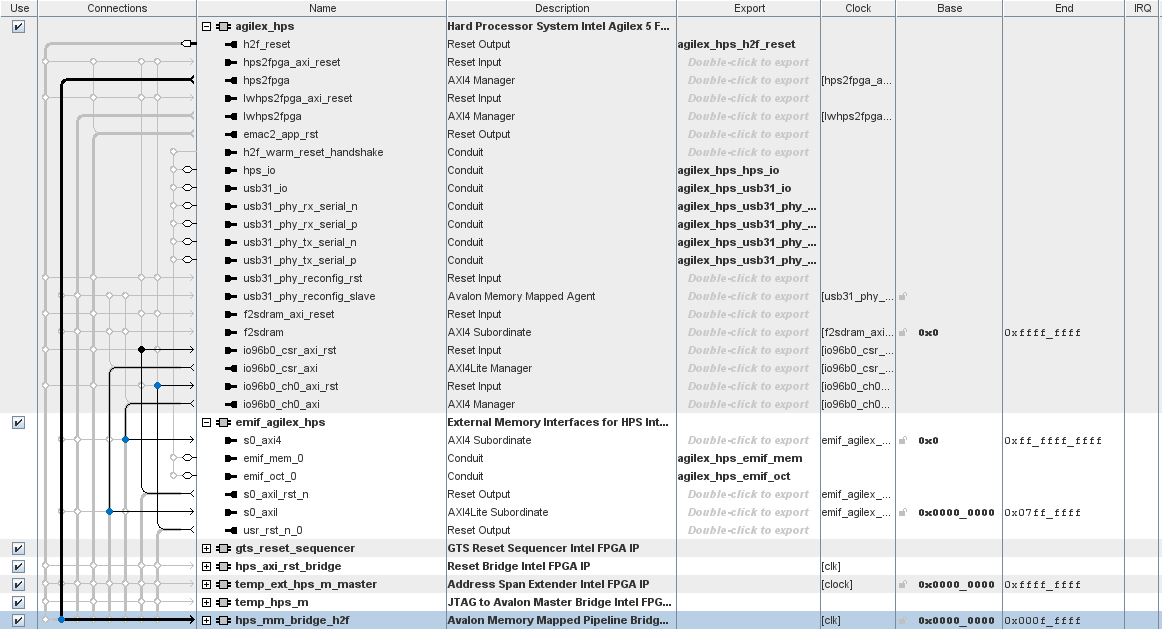 Use Connections Name Description Export Clock Base End IRQ
agilex_hps Hard Processor System Intel Agilex 5 F...
h2f_reset Reset Output agilex_hps_h2f_reset
hps2fpga_axi_reset Reset Input Double-click to export
hps2fpga AXI4 Manager Double-click to export [hps2fpga_a...
lwhps2fpga_axi_reset Reset Input Double-click to export
lwhps2fpga AXI4 Manager Double-click to export [lwhps2fpga...
emac2_app_rst Reset Output Double-click to export
h2f_warm_reset_handshake Conduit Double-click to export
hps_io Conduit agilex_hps_hps_io
usb31_io Conduit agilex_hps_usb31_io
usb31_phy_rx_serial_n Conduit agilex_hps_usb31_phy_...
usb31_phy_rx_serial_p Conduit agilex_hps_usb31_phy_...
usb31_phy_tx_serial_n Conduit agilex_hps_usb31_phy_...
usb31_phy_tx_serial_p Conduit agilex_hps_usb31_phy_...
usb31_phy_reconfig_rst Reset Input Double-click to export
usb31_phy_reconfig_slave Avalon Memory Mapped Agent Double-click to export [usb31_phy_...
f2sdram_axi_reset Reset Input Double-click to export
f2sdram AXI4 Subordinate Double-click to export [f2sdram_axi... 0x0 0xffff_ffff
io96b0_csr_axi_rst Reset Input Double-click to export [io96b0_csr_...
io96b0_csr_axi AXI4Lite Manager Double-click to export [io96b0_csr_...
io96b0_ch0_axi_rst Reset Input Double-click to export [io96b0_ch0...
io96b0_ch0_axi AXI4 Manager Double-click to export [io96b0_ch0...
emif_agilex_hps External Memory Interfaces for HPS Int...
s0_axi4 AXI4 Subordinate Double-click to export emif_agilex_... 0x0 0xff_ffff_ffff
emif_mem_0 Conduit agilex_hps_emif_mem
emif_oct_0 Conduit agilex_hps_emif_oct
s0_axil_rst_n Reset Output Double-click to export emif_agilex_...
s0_axil AXI4Lite Subordinate Double-click to export emif_agilex_... 0x0000_0000 0x07ff_ffff
usr_rst_n_0 Reset Output Double-click to export
gts_reset_sequencer GTS Reset Sequencer Intel FPGA IP
hps_axi_rst_bridge Reset Bridge Intel FPGA IP [clk]
temp_ext_hps_m_master Address Span Extender Intel FPGA IP [clock] 0x0000_0000 0xffff_ffff
temp_hps_m JTAG to Avalon Master Bridge Intel FPG...
hps_mm_bridge_h2f Avalon Memory Mapped Pipeline Bridg... [clk] 0x0000_0000 0x000f_ffff